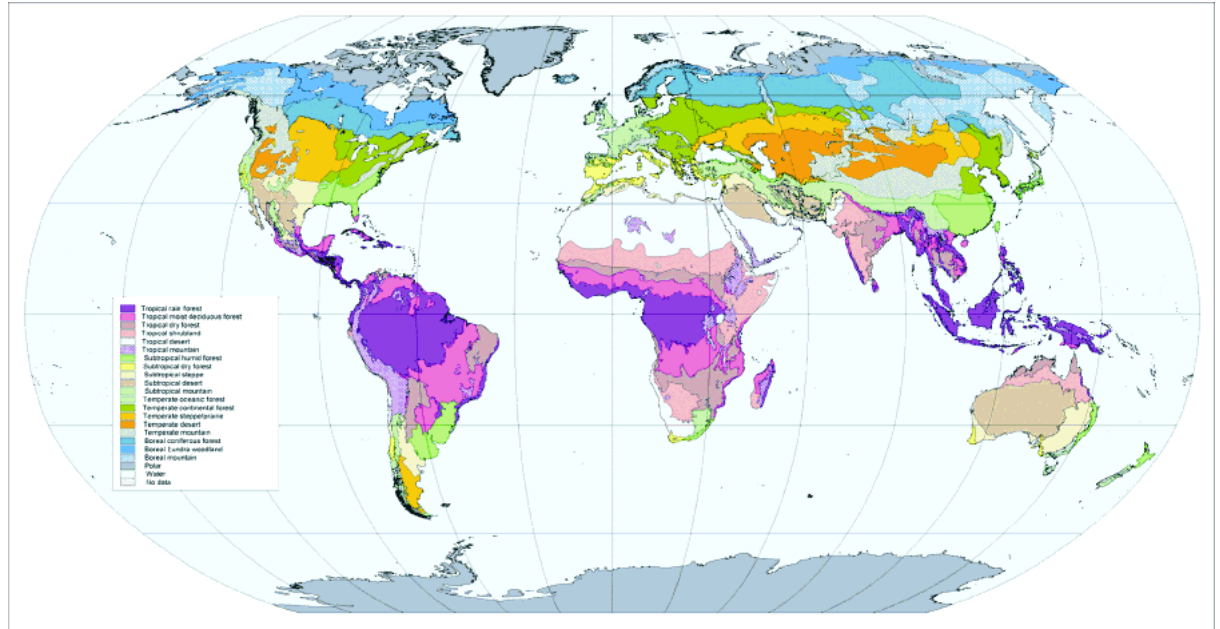 Tropical rain forest
Tropical moist deciduous forest
Tropical dry forest
Tropical shrubland
Tropical desert
Tropical mountain
Subtropical humid forest
Subtropical dry forest
Subtropical steppe
Subtropical desert
Subtropical mountain
Temperate oceanic forest
Temperate continental forest
Temperate steppe/prairie
Temperate desert
Temperate mountain
Boreal coniferous forest
Boreal tundra woodland
Boreal mountain
Polar
Water
No data